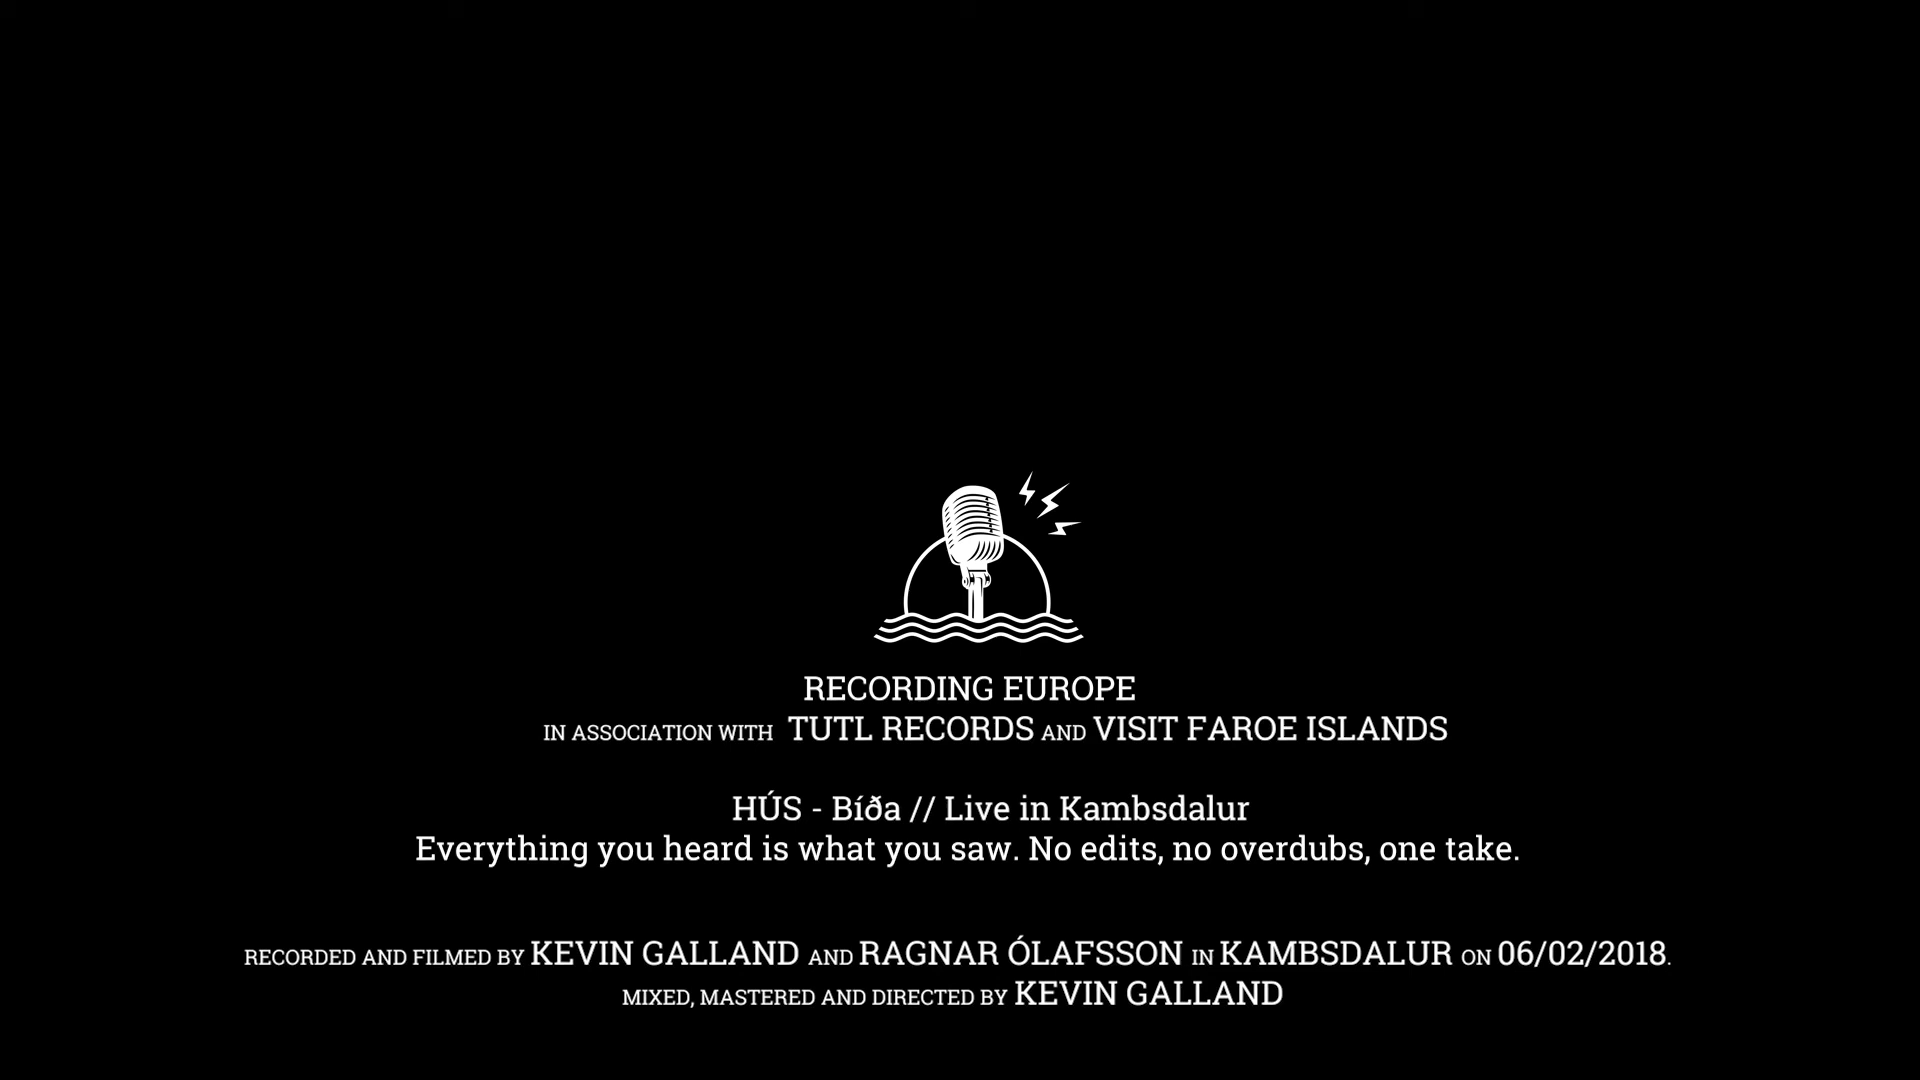 RECORDING EUROPE
IN ASSOCIATION WITH TUTL RECORDS AND VISIT FAROE ISLANDS
HÚS - Bíða // Live in Kambsdalur
Everything you heard is what you saw. No edits, no overdubs, one take.
RECORDED AND FILMED BY KEVIN GALLAND AND RAGNAR ÓLAFSSON IN KAMBSDALUR ON 06/02/2018.
MIXED, MASTERED AND DIRECTED BY KEVIN GALLAND